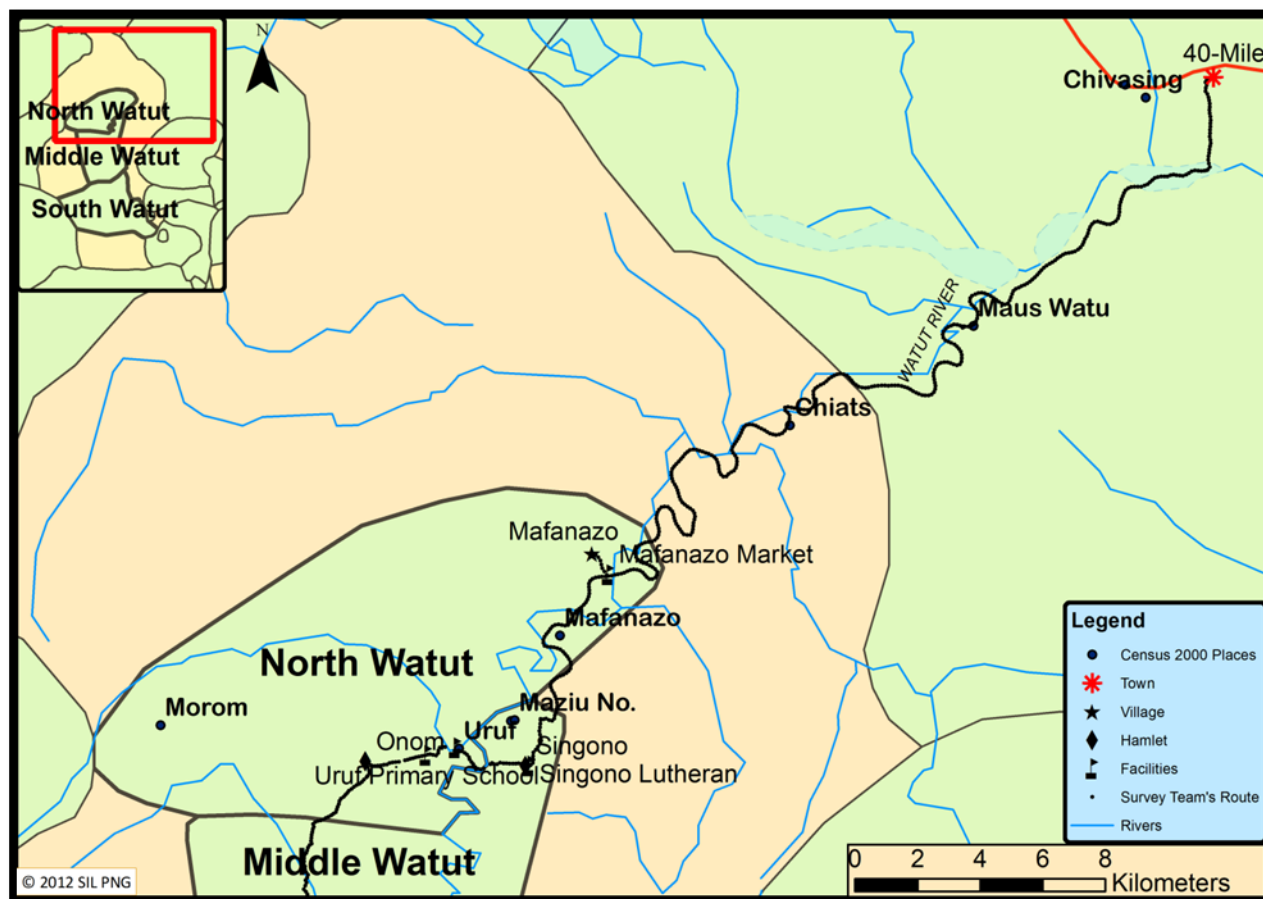 North Watut
Middle Watut
South Watut
N
40-Mile
Chivasing
WATUT RIVER
Maus Watu
Chiats
Mafanazo
Mafanazo Market
Mafanazo
North Watut
Morom
Maziu No.
Uruf
Onom
Singono
Uruf Primary School
Singono Lutheran
Middle Watut
Legend
Census 2000 Places
Town
Village
Hamlet
Facilities
Survey Team's Route
Rivers
0 2 4 6 8
Kilometers
© 2012 SIL PNG